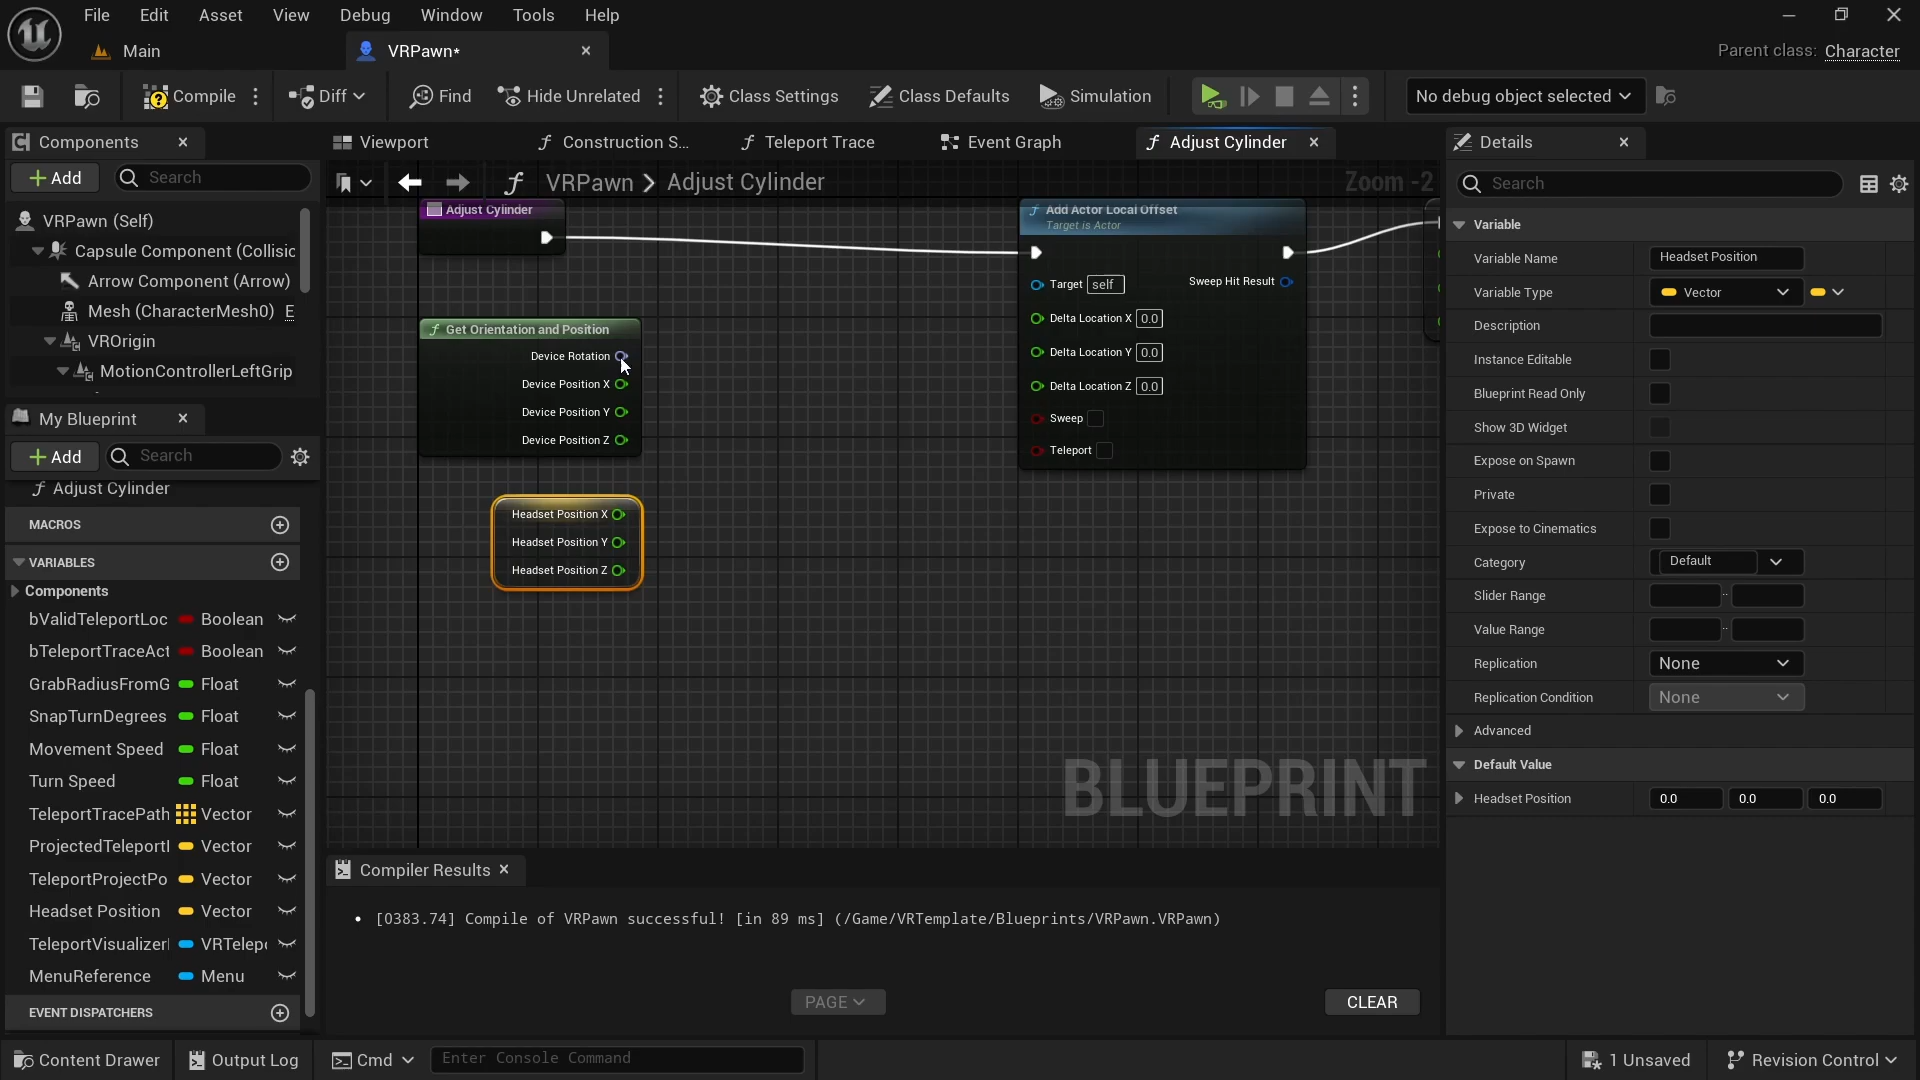 File Edit Asset View Debug Window Tools Help
Main
VRPawn*
Parent class: Character
Compile
Diff
Find
Hide Unrelated
Class Settings
Class Defaults
Simulation
No debug object selected
Components
Add
Search
VRPawn (Self)
Capsule Component (Collisic
Arrow Component (Arrow)
Mesh (CharacterMesh0) E
VROrigin
MotionControllerLeftGrip
My Blueprint
Add
Search
Adjust Cylinder
MACROS
VARIABLES
Components
bValidTeleportLoc Boolean
bTeleportTraceAct Boolean
GrabRadiusFromG Float
SnapTurnDegrees Float
Movement Speed Float
Turn Speed Float
TeleportTracePath Vector
ProjectedTeleportl Vector
TeleportProjectPo Vector
Headset Position Vector
TeleportVisualizerl VRTelepo
MenuReference Menu
EVENT DISPATCHERS
Viewport
Construction S...
Teleport Trace
Event Graph
Adjust Cylinder
VRPawn > Adjust Cylinder
Zoom -2
Adjust Cylinder
Get Orientation and Position
Device Rotation
Device Position X
Device Position Y
Device Position Z
Headset Position X
Headset Position Y
Headset Position Z
Add Actor Local Offset
Target is Actor
Target self
Sweep Hit Result
Delta Location X 0.0
Delta Location Y 0.0
Delta Location Z 0.0
Sweep
Teleport
BLUEPRINT
Compiler Results
• [0383.74] Compile of VRPawn successful! [in 89 ms] (/Game/VRTemplate/Blueprints/VRPawn.VRPawn)
PAGE
CLEAR
Details
Search
Variable
Variable Name Headset Position
Variable Type Vector
Description
Instance Editable
Blueprint Read Only
Show 3D Widget
Expose on Spawn
Private
Expose to Cinematics
Category Default
Slider Range ..
Value Range ..
Replication None
Replication Condition None
Advanced
Default Value
Headset Position 0.0 0.0 0.0
Content Drawer
Output Log
Cmd
Enter Console Command
1 Unsaved
Revision Control